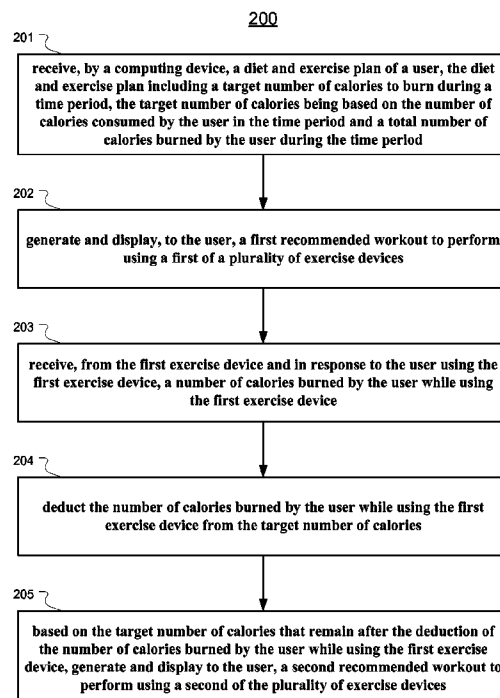 200
201
receive, by a computing device, a diet and exercise plan of a user, the diet
and exercise plan including a target number of calories to burn during a
time period, the target number of calories being based on the number of
calories consumed by the user in the time period and a total number of
calories burned by the user during the time period
202
generate and display, to the user, a first recommended workout to perform
using a first of a plurality of exercise devices
203
receive, from the first exercise device and in response to the user using the
first exercise device, a number of calories burned by the user while using
the first exercise device
204
deduct the number of calories burned by the user while using the first
exercise device from the target number of calories
205
based on the target number of calories that remain after the deduction of
the number of calories burned by the user while using the first exercise
device, generate and display to the user, a second recommended workout to
perform using a second of the plurality of exercise devices